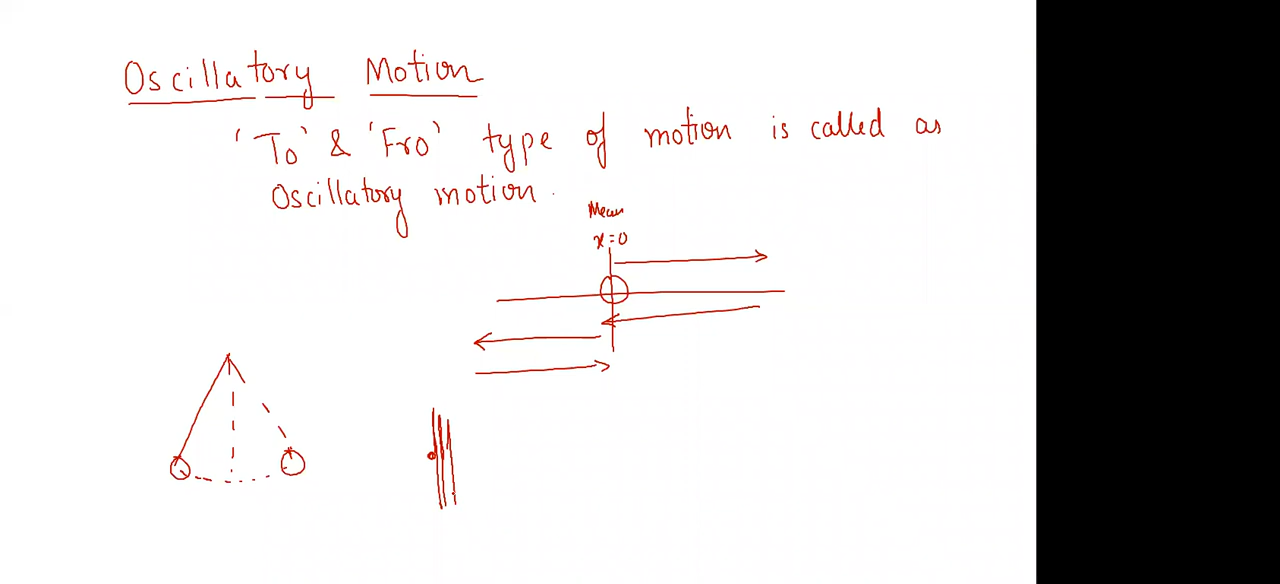 Oscillatory Motion
'To' & 'Fro' type of motion is called as
Oscillatory motion.
Mean
x=0